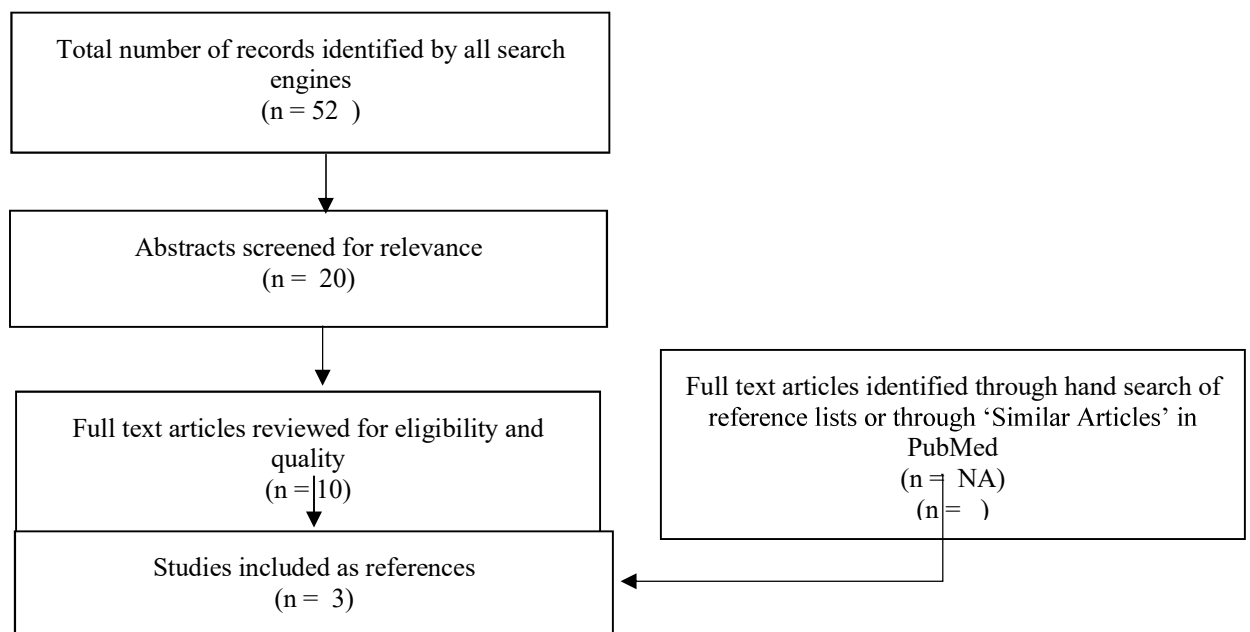 Total number of records identified by all search
engines
(n = 52  )
Abstracts screened for relevance
(n =  20)
Full text articles reviewed for eligibility and
quality
(n = 10)
Full text articles identified through hand search of
reference lists or through ‘Similar Articles’ in
PubMed
(n =  NA)
(n =   )
Studies included as references
(n =  3)